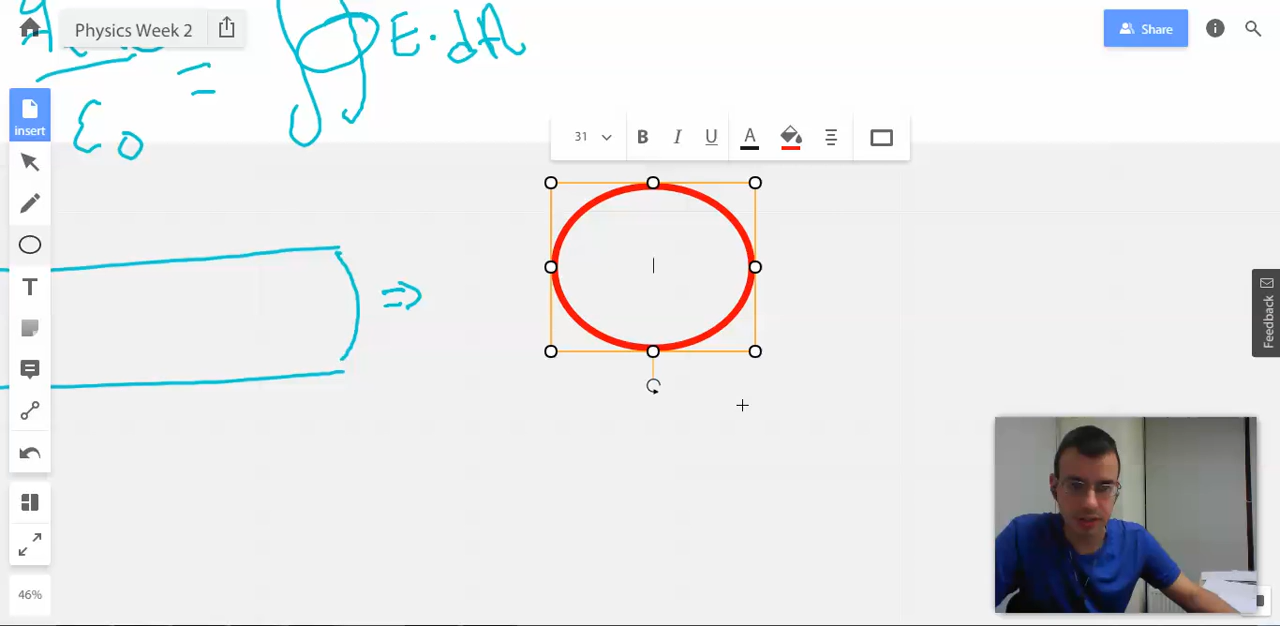 Physics Week 2
Share
= ∯ E · dA
ε0
insert
31
B I U A
T
⇒
Feedback
46%